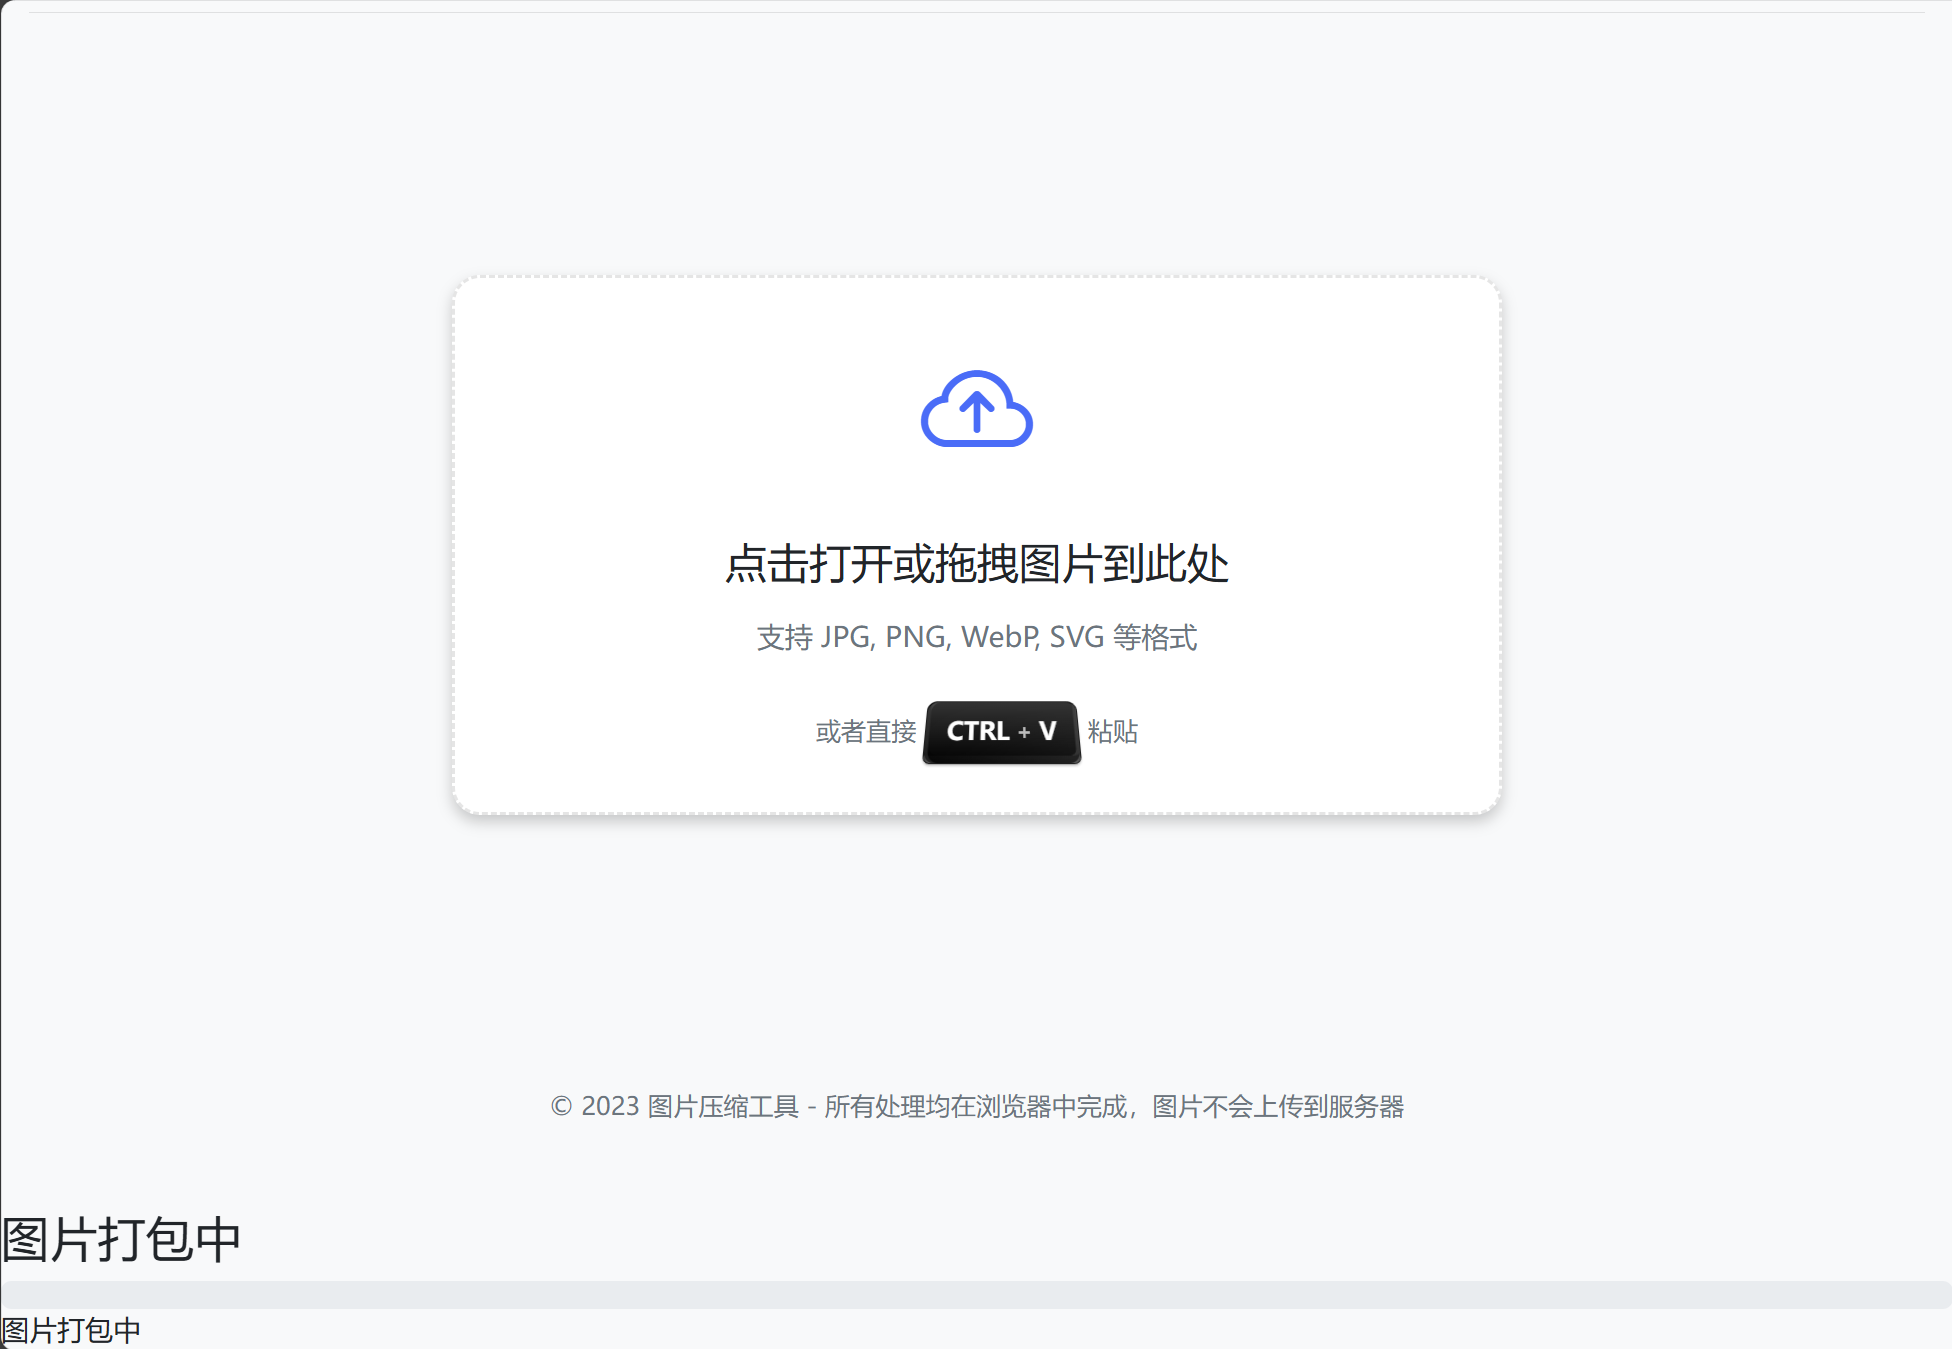 点击打开或拖拽图片到此处
支持 JPG, PNG, WebP, SVG 等格式
或者直接 CTRL + V 粘贴
© 2023 图片压缩工具 - 所有处理均在浏览器中完成，图片不会上传到服务器
图片打包中
图片打包中